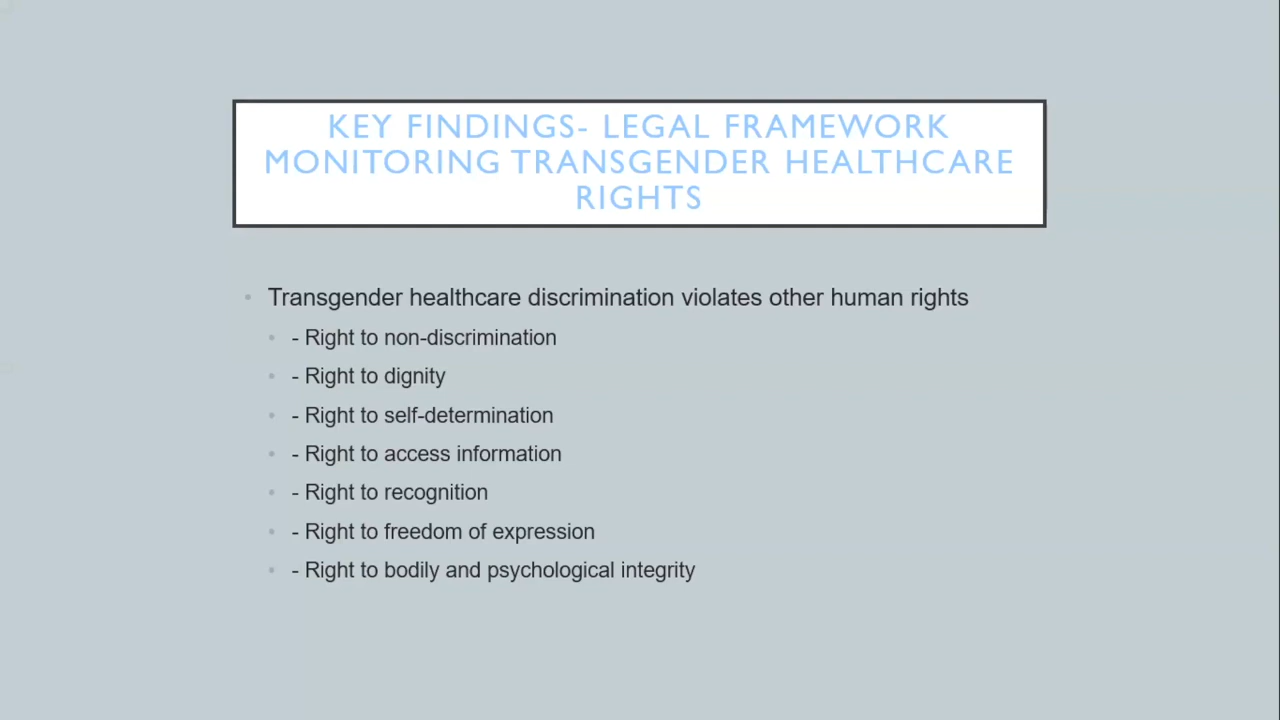 KEY FINDINGS- LEGAL FRAMEWORK
MONITORING TRANSGENDER HEALTHCARE
RIGHTS
• Transgender healthcare discrimination violates other human rights
• - Right to non-discrimination
• - Right to dignity
• - Right to self-determination
• - Right to access information
• - Right to recognition
• - Right to freedom of expression
• - Right to bodily and psychological integrity